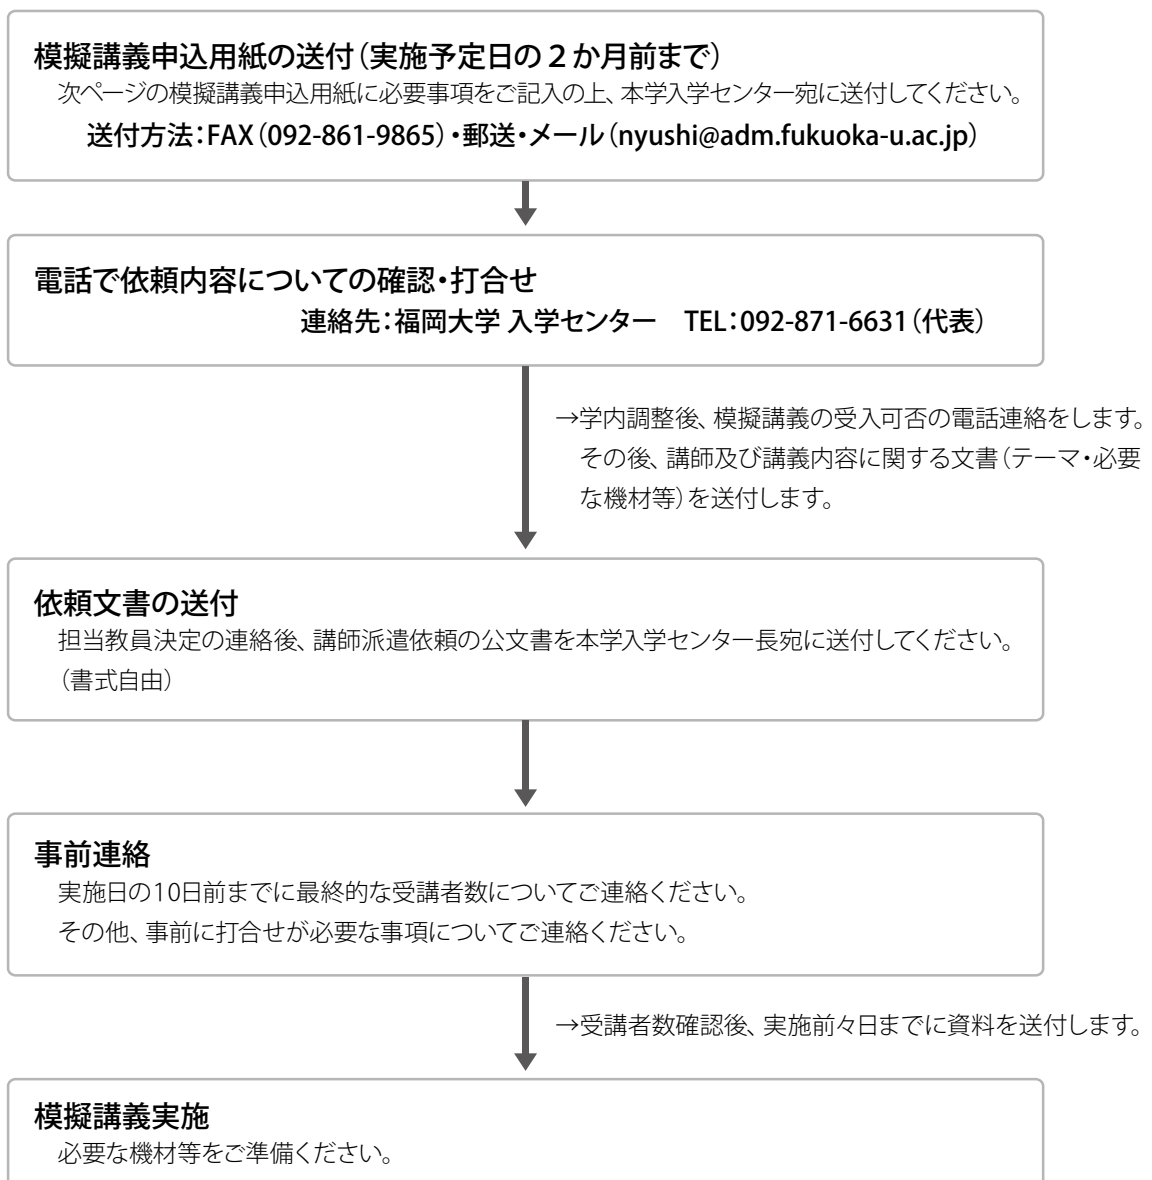 模擬講義申込用紙の送付（実施予定日の２か月前まで）
次ページの模擬講義申込用紙に必要事項をご記入の上、本学入学センター宛に送付してください。
送付方法：FAX（092-861-9865）・郵送・メール（nyushi@adm.fukuoka-u.ac.jp）
電話で依頼内容についての確認・打合せ
連絡先：福岡大学 入学センター　TEL：092-871-6631（代表）
→学内調整後、模擬講義の受入可否の電話連絡をします。
その後、講師及び講義内容に関する文書（テーマ・必要
な機材等）を送付します。
依頼文書の送付
担当教員決定の連絡後、講師派遣依頼の公文書を本学入学センター長宛に送付してください。
（書式自由）
事前連絡
実施日の10日前までに最終的な受講者数についてご連絡ください。
その他、事前に打合せが必要な事項についてご連絡ください。
→受講者数確認後、実施前々日までに資料を送付します。
模擬講義実施
必要な機材等をご準備ください。